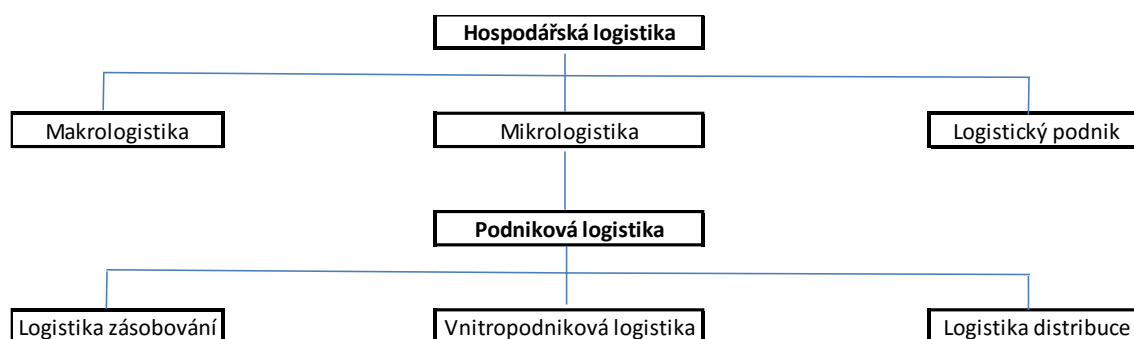 Hospodářská logistika
Makrologistika
Mikrologistika
Logistický podnik
Podniková logistika
Logistika zásobování
Vnitropodniková logistika
Logistika distribuce